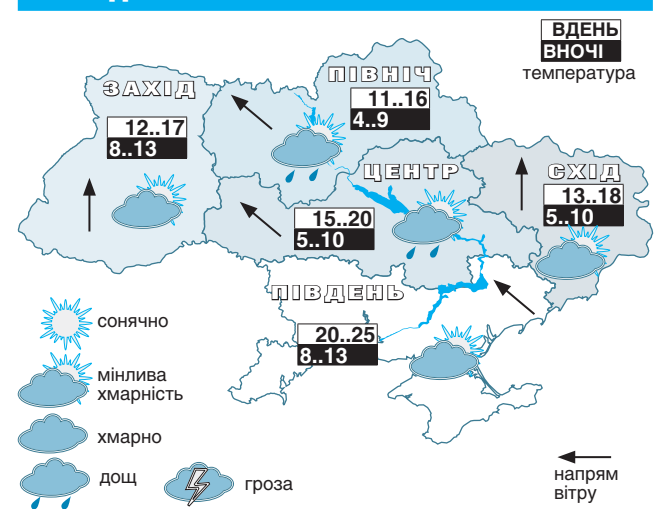 ВДЕНЬ
ВНОЧІ
температура
ПІВНІЧ
11..16
4..9
ЗАХІД
12..17
8..13
ЦЕНТР
15..20
5..10
СХІД
13..18
5..10
ПІВДЕНЬ
20..25
8..13
сонячно
мінлива
хмарність
хмарно
дощ
гроза
напрям
вітру